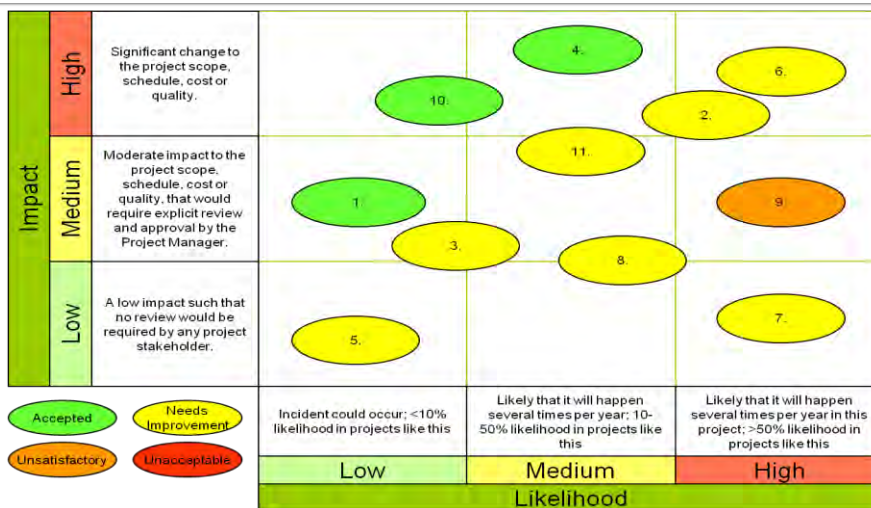 Impact
High
Significant change to
the project scope,
schedule, cost or
quality.
4.
6.
10.
2.
Medium
Moderate impact to the
project scope,
schedule, cost or
quality, that would
require explicit review
and approval by the
Project Manager.
11.
1.
9.
3.
8.
Low
A low impact such that
no review would be
required by any project
stakeholder.
5.
7.
Accepted
Needs
Improvement
Unsatisfactory
Unacceptable
Incident could occur; <10%
likelihood in projects like this
Likely that it will happen
several times per year; 10-
50% likelihood in projects like
this
Likely that it will happen
several times per year in this
project; >50% likelihood in
projects like this
Low
Medium
High
Likelihood